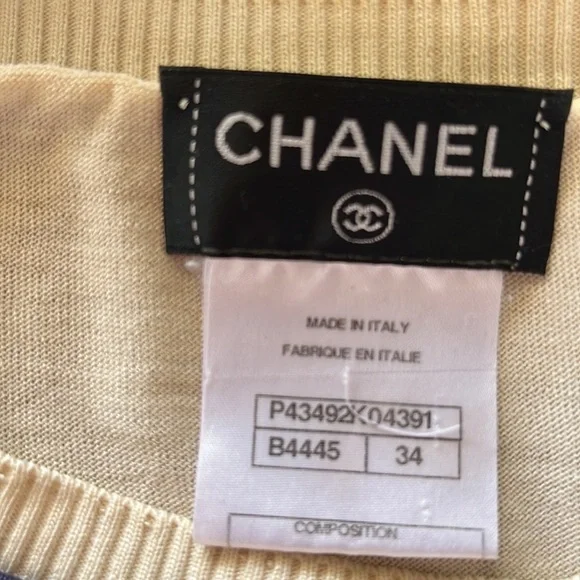 CHANEL
MADE IN ITALY
FABRIQUE EN ITALIE
P43492K04391
B4445 34
COMPOSITION